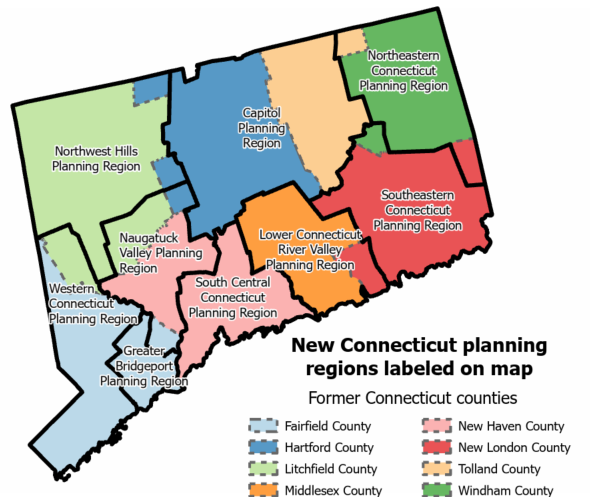 Northeastern
Connecticut
Planning Region
Capitol
Planning
Region
Northwest Hills
Planning Region
Southeastern
Connecticut
Planning Region
Naugatuck
Valley Planning
Region
Lower Connecticut
River Valley
Planning Region
Western
Connecticut
Planning Region
South Central
Connecticut
Planning Region
Greater
Bridgeport
Planning Region
New Connecticut planning
regions labeled on map
Former Connecticut counties
Fairfield County
Hartford County
Litchfield County
Middlesex County
New Haven County
New London County
Tolland County
Windham County